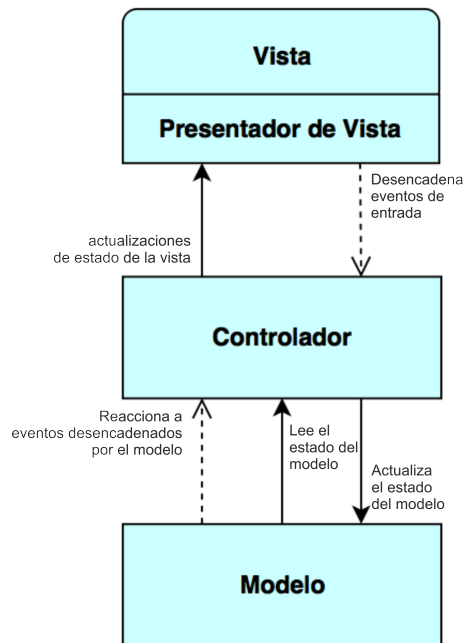 Vista
Presentador de Vista
Desencadena
eventos de
entrada
actualizaciones
de estado de la vista
Controlador
Reacciona a
eventos desencadenados
por el modelo
Lee el
estado del
modelo
Actualiza
el estado
del modelo
Modelo